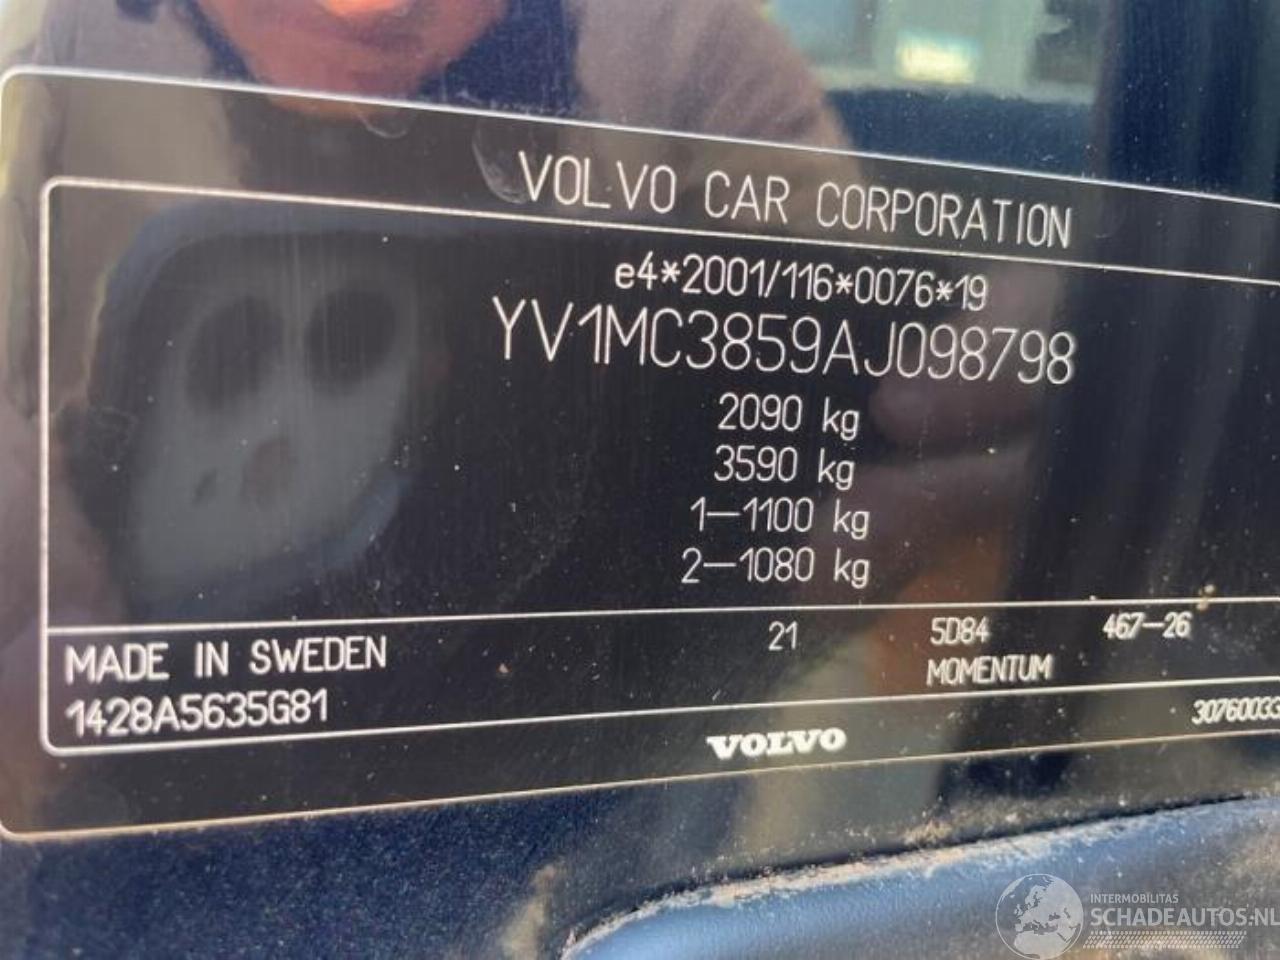 VOLVO CAR CORPORATION
e4*2001/116*0076*19
YV1MC3859AJ098798
2090 kg
3590 kg
1—1100 kg
2—1080 kg
MADE IN SWEDEN 21 5D84 467—26
MOMENTUM
1428A5635G81
30760033
VOLVO
INTERMOBILITAS
SCHADEAUTOS.NL